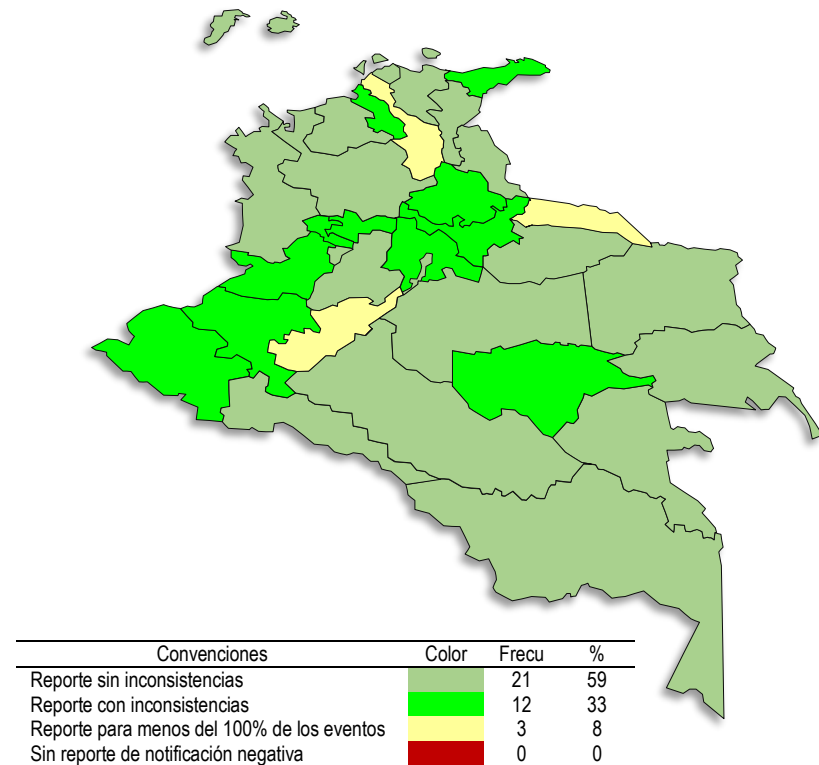 Convenciones Color Frecu %
Reporte sin inconsistencias 21 59
Reporte con inconsistencias 12 33
Reporte para menos del 100% de los eventos 3 8
Sin reporte de notificación negativa 0 0